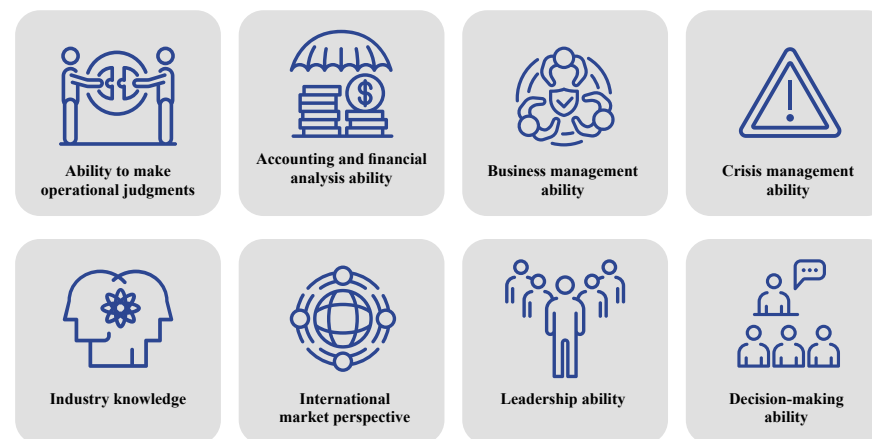 Ability to make
operational judgments
Accounting and financial
analysis ability
Business management
ability
Crisis management
ability
Industry knowledge
International
market perspective
Leadership ability
Decision-making
ability